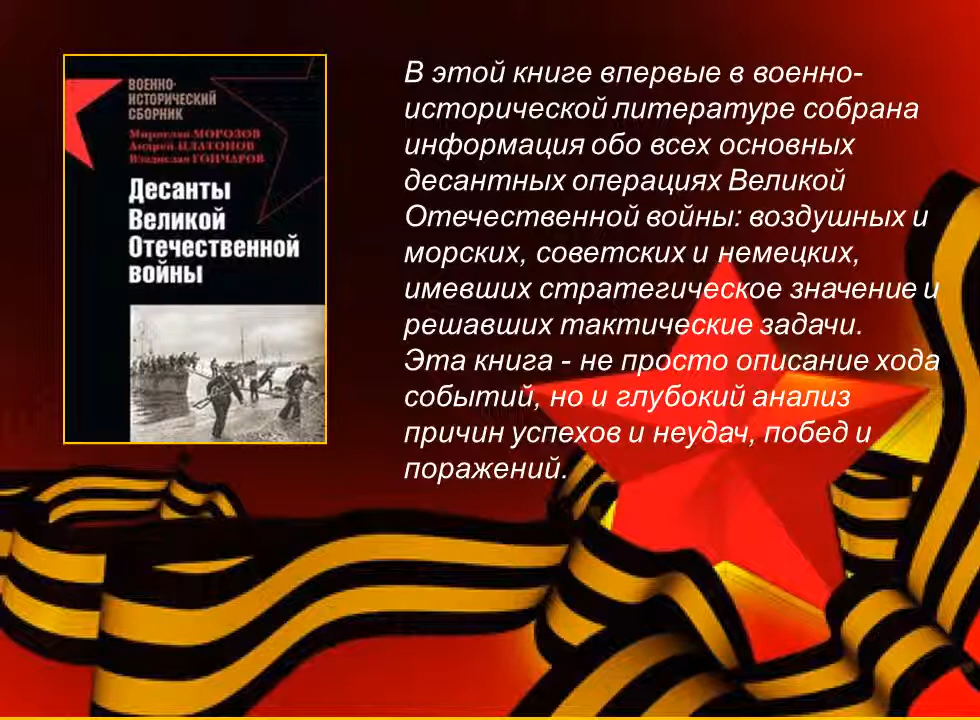 ВОЕННО-
ИСТОРИЧЕСКИЙ
СБОРНИК
Мирослав МОРОЗОВ
Андрей ПЛАТОНОВ
Владислав ГОНЧАРОВ
Десанты
Великой
Отечественной
войны
В этой книге впервые в военно-
исторической литературе собрана
информация обо всех основных
десантных операциях Великой
Отечественной войны: воздушных и
морских, советских и немецких,
имевших стратегическое значение и
решавших тактические задачи.
Эта книга - не просто описание хода
событий, но и глубокий анализ
причин успехов и неудач, побед и
поражений.